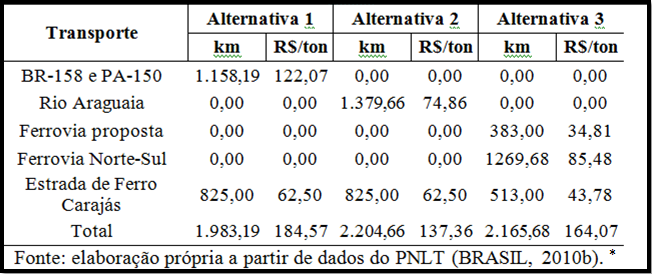 Transporte Alternativa 1 Alternativa 2 Alternativa 3
km R$/ton km R$/ton km R$/ton
BR-158 e PA-150 1.158,19 122,07 0,00 0,00 0,00 0,00
Rio Araguaia 0,00 0,00 1.379,66 74,86 0,00 0,00
Ferrovia proposta 0,00 0,00 0,00 0,00 383,00 34,81
Ferrovia Norte-Sul 0,00 0,00 0,00 0,00 1269,68 85,48
Estrada de Ferro
Carajás 825,00 62,50 825,00 62,50 513,00 43,78
Total 1.983,19 184,57 2.204,66 137,36 2.165,68 164,07
Fonte: elaboração própria a partir de dados do PNLT (BRASIL, 2010b). *